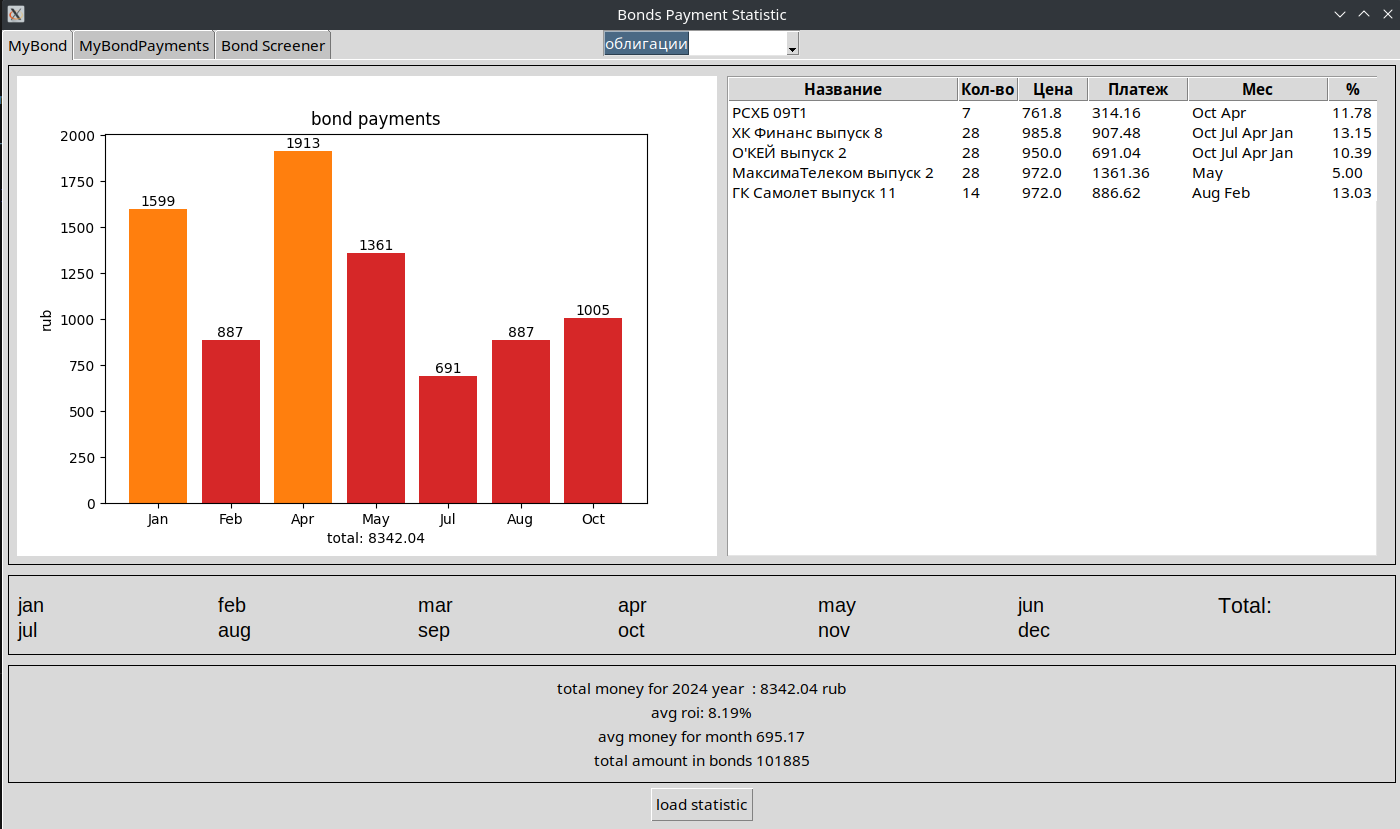 Bonds Payment Statistic
MyBond MyBondPayments Bond Screener облигации
bond payments
2000
1750
1500
1250
1000
750
500
250
0
rub
1599 887 1913 1361 691 887 1005
Jan Feb Apr May Jul Aug Oct
total: 8342.04
Название Кол-во Цена Платеж Мес %
РСХБ 09Т1 7 761.8 314.16 Oct Apr 11.78
ХК Финанс выпуск 8 28 985.8 907.48 Oct Jul Apr Jan 13.15
О'КЕЙ выпуск 2 28 950.0 691.04 Oct Jul Apr Jan 10.39
МаксимаТелеком выпуск 2 28 972.0 1361.36 May 5.00
ГК Самолет выпуск 11 14 972.0 886.62 Aug Feb 13.03
jan feb mar apr may jun Total:
jul aug sep oct nov dec
total money for 2024 year : 8342.04 rub
avg roi: 8.19%
avg money for month 695.17
total amount in bonds 101885
load statistic